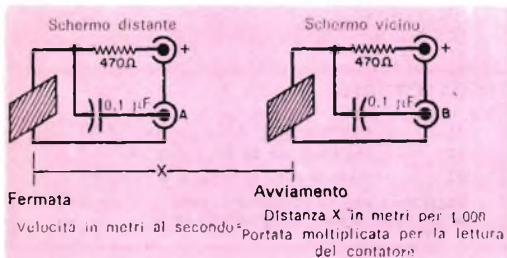 Schermo distante
Schermo vicino
+
470Ω
0,1 µF
A
+
470Ω
0,1 µF
B
X
Fermata
Avviamento
Velocità in metri al secondo=
Distanza X in metri per 1 000
Portata moltiplicata per la lettura
del contatore